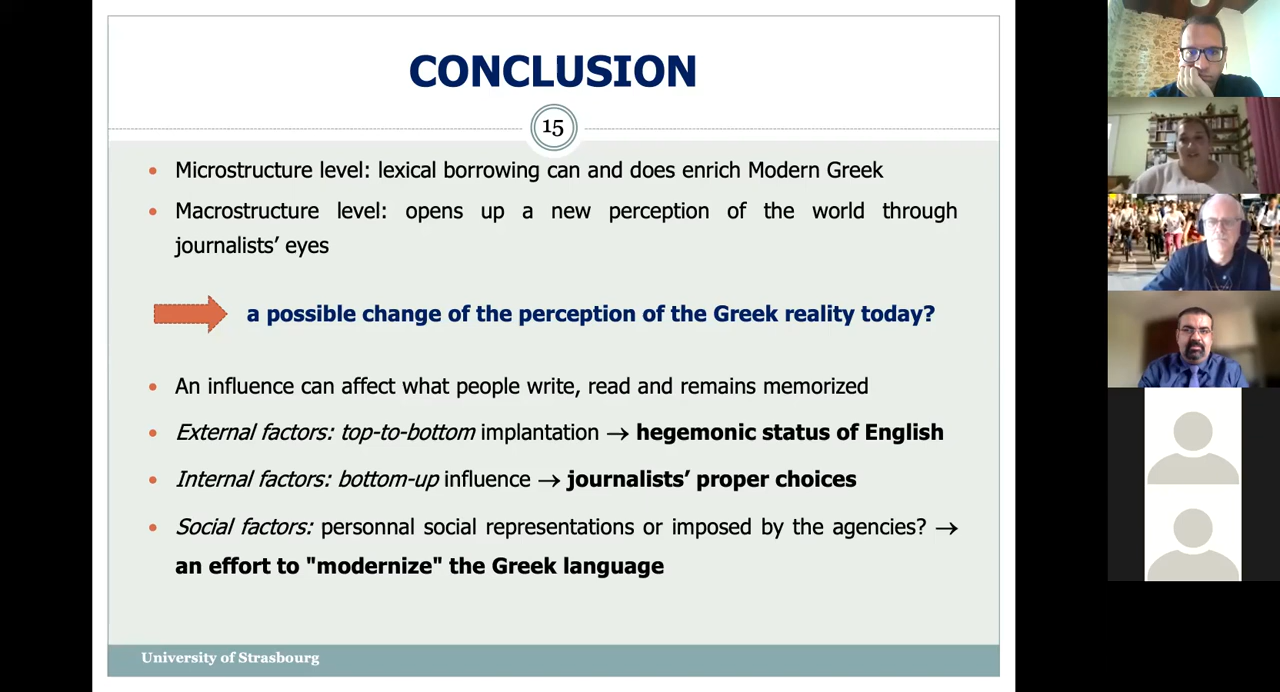 CONCLUSION
15
• Microstructure level: lexical borrowing can and does enrich Modern Greek
• Macrostructure level: opens up a new perception of the world through
journalists’ eyes
a possible change of the perception of the Greek reality today?
• An influence can affect what people write, read and remains memorized
• External factors: top-to-bottom implantation → hegemonic status of English
• Internal factors: bottom-up influence → journalists’ proper choices
• Social factors: personnal social representations or imposed by the agencies? →
an effort to "modernize" the Greek language
University of Strasbourg